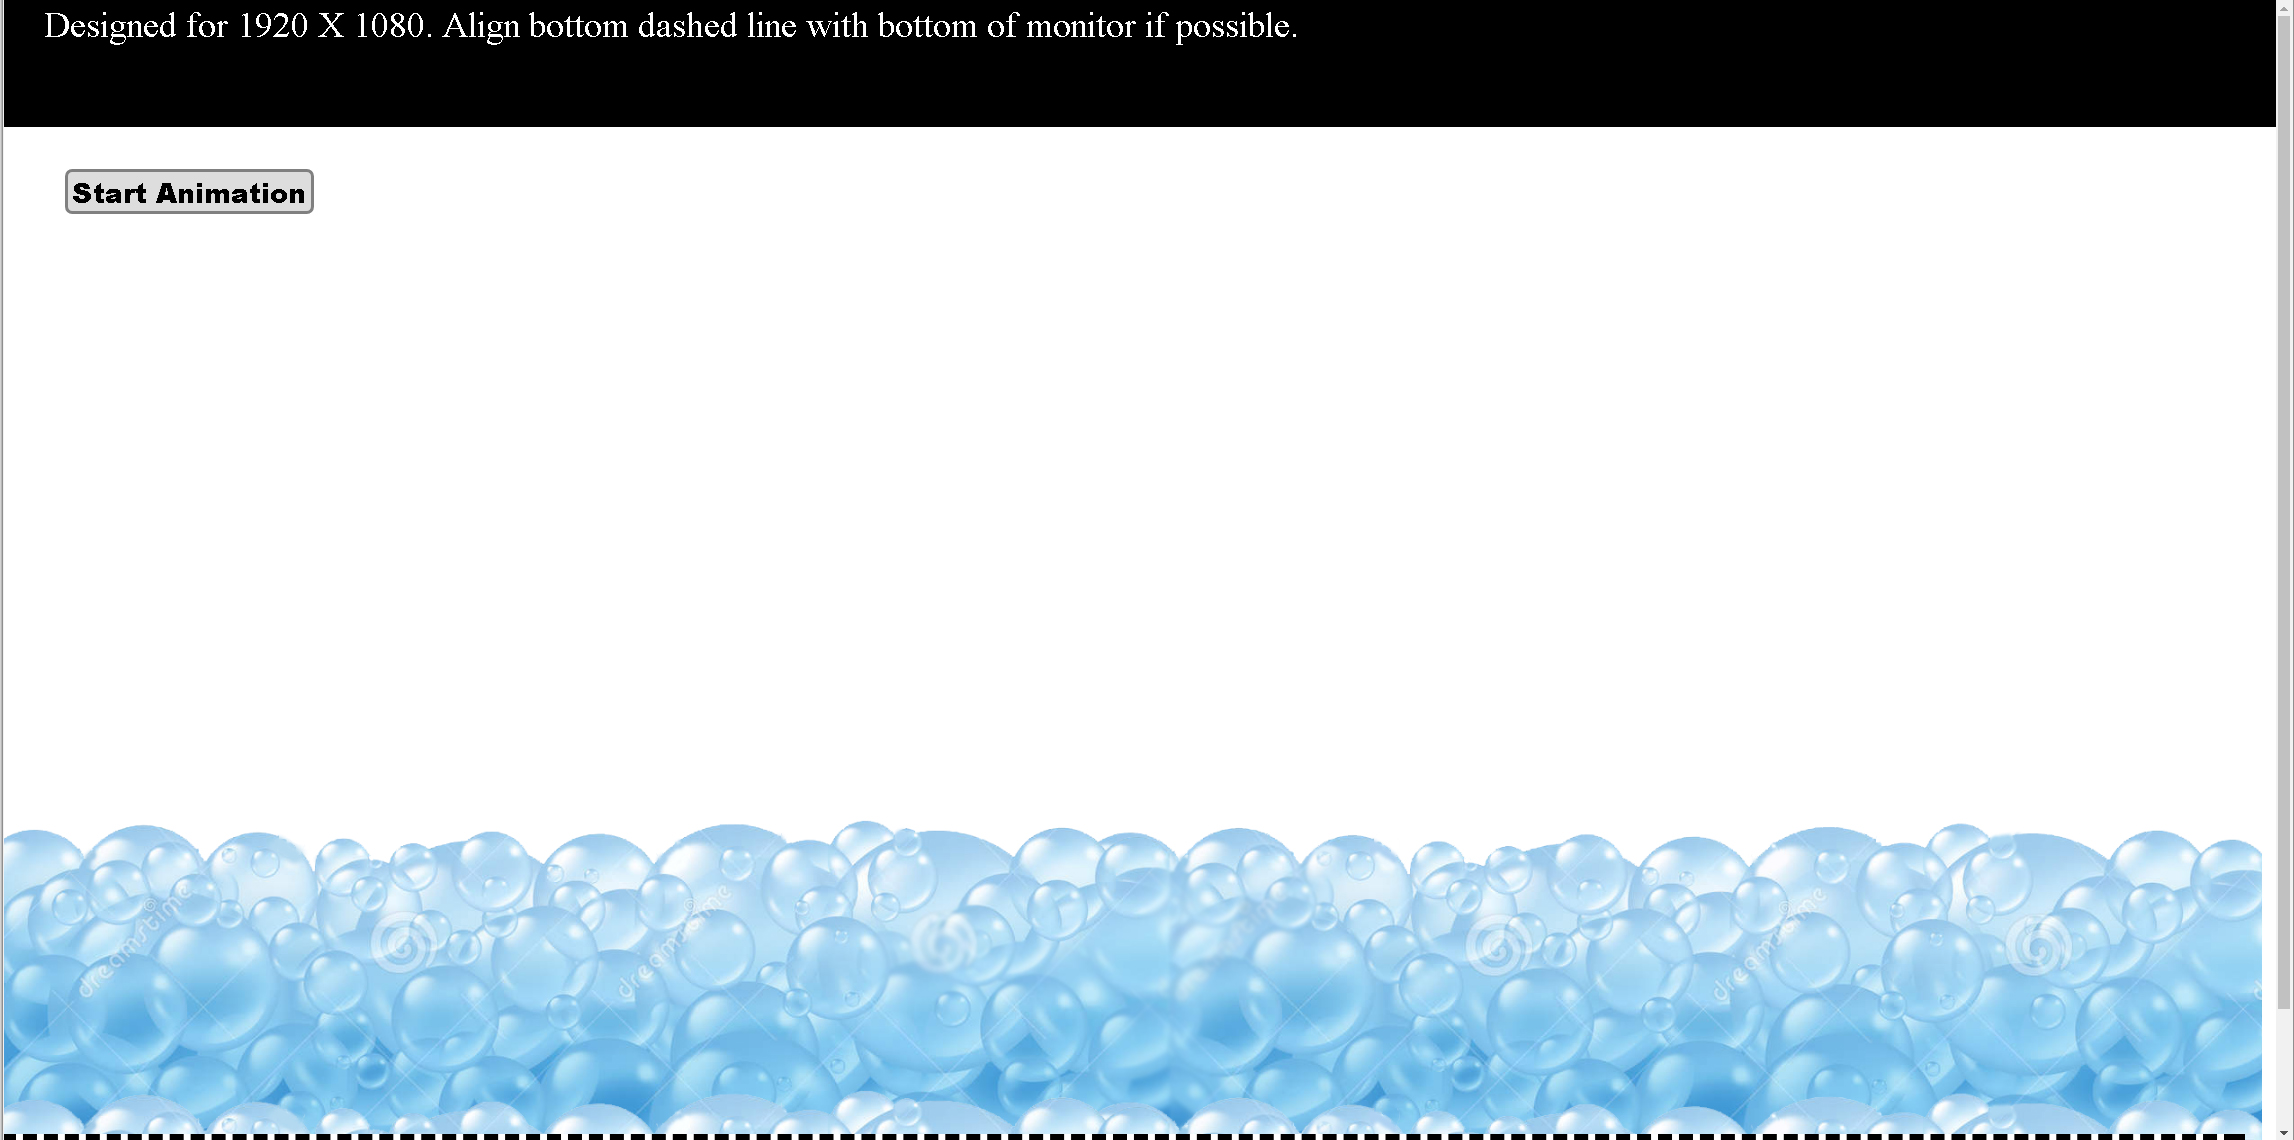 Designed for 1920 X 1080. Align bottom dashed line with bottom of monitor if possible.
Start Animation
dreamstime
dreamstime
dreamstime
dreamstime